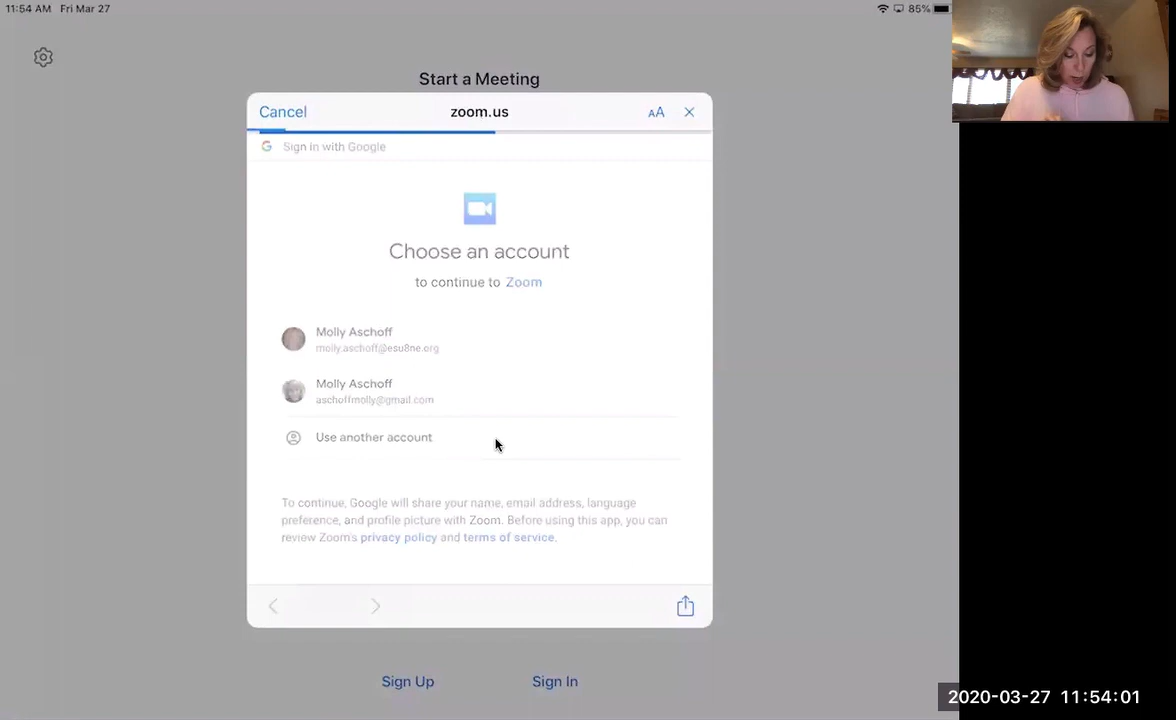 11:54 AM Fri Mar 27
85%
Start a Meeting
Cancel
zoom.us
AA
Sign in with Google
Choose an account
to continue to Zoom
Molly Aschoff
molly.aschoff@esu8ne.org
Molly Aschoff
aschoffmolly@gmail.com
Use another account
To continue, Google will share your name, email address, language
preference, and profile picture with Zoom. Before using this app, you can
review Zoom's privacy policy and terms of service.
Sign Up
Sign In
2020-03-27 11:54:01